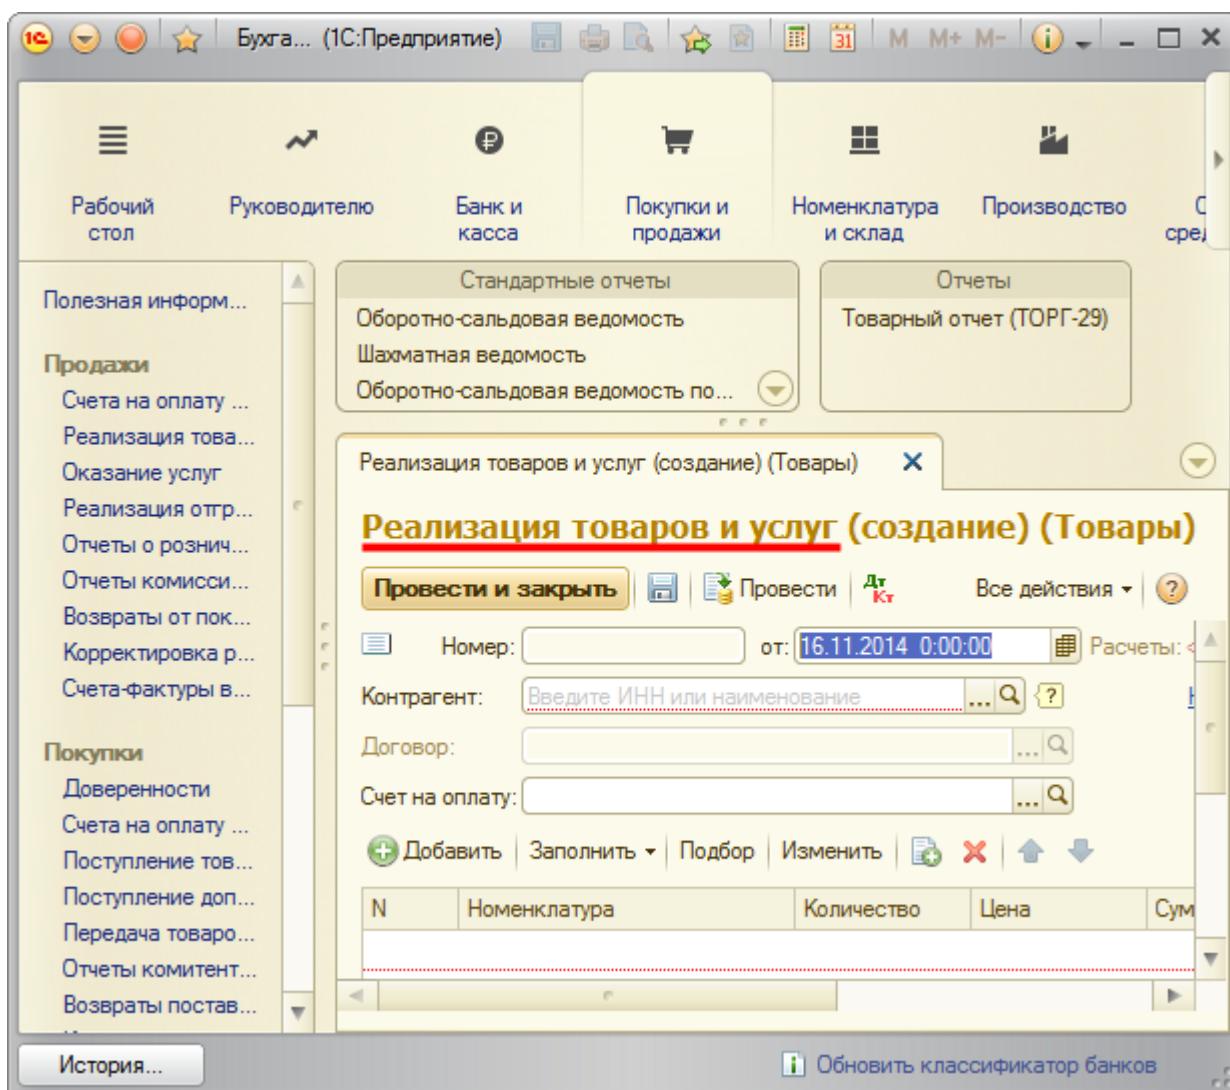 1С Бухга... (1С:Предприятие) 31 M M+ M-
Рабочий стол
Руководителю
Банк и касса
Покупки и продажи
Номенклатура и склад
Производство
Полезная информ...
Продажи
Счета на оплату ...
Реализация това...
Оказание услуг
Реализация отгр...
Отчеты о рознич...
Отчеты комисси...
Возвраты от пок...
Корректировка р...
Счета-фактуры в...
Покупки
Доверенности
Счета на оплату ...
Поступление тов...
Поступление доп...
Передача товаро...
Отчеты комитент...
Возвраты постав...
Стандартные отчеты
Оборотно-сальдовая ведомость
Шахматная ведомость
Оборотно-сальдовая ведомость по...
Отчеты
Товарный отчет (ТОРГ-29)
Реализация товаров и услуг (создание) (Товары)
Реализация товаров и услуг (создание) (Товары)
Провести и закрыть Провести Дт Кт Все действия ?
Номер: от: 16.11.2014 0:00:00 Расчеты:
Контрагент: Введите ИНН или наименование ... ?
Договор: ...
Счет на оплату: ...
Добавить Заполнить Подбор Изменить
N Номенклатура Количество Цена Сум
История... Обновить классификатор банков